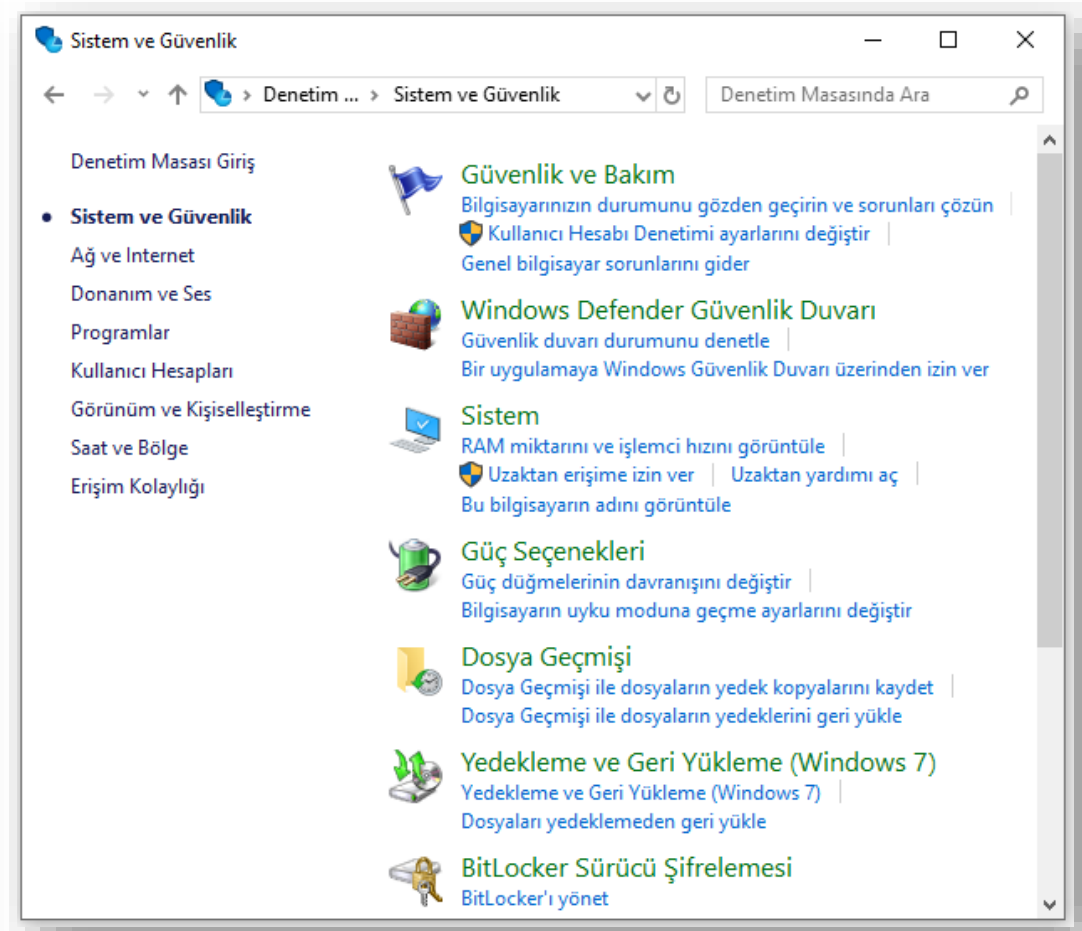 Sistem ve Güvenlik
Denetim ... › Sistem ve Güvenlik
Denetim Masasında Ara
Denetim Masası Giriş
Sistem ve Güvenlik
Ağ ve Internet
Donanım ve Ses
Programlar
Kullanıcı Hesapları
Görünüm ve Kişiselleştirme
Saat ve Bölge
Erişim Kolaylığı
Güvenlik ve Bakım
Bilgisayarınızın durumunu gözden geçirin ve sorunları çözün
Kullanıcı Hesabı Denetimi ayarlarını değiştir
Genel bilgisayar sorunlarını gider
Windows Defender Güvenlik Duvarı
Güvenlik duvarı durumunu denetle
Bir uygulamaya Windows Güvenlik Duvarı üzerinden izin ver
Sistem
RAM miktarını ve işlemci hızını görüntüle
Uzaktan erişime izin ver | Uzaktan yardımı aç
Bu bilgisayarın adını görüntüle
Güç Seçenekleri
Güç düğmelerinin davranışını değiştir
Bilgisayarın uyku moduna geçme ayarlarını değiştir
Dosya Geçmişi
Dosya Geçmişi ile dosyaların yedek kopyalarını kaydet
Dosya Geçmişi ile dosyaların yedeklerini geri yükle
Yedekleme ve Geri Yükleme (Windows 7)
Yedekleme ve Geri Yükleme (Windows 7)
Dosyaları yedeklemeden geri yükle
BitLocker Sürücü Şifrelemesi
BitLocker'ı yönet